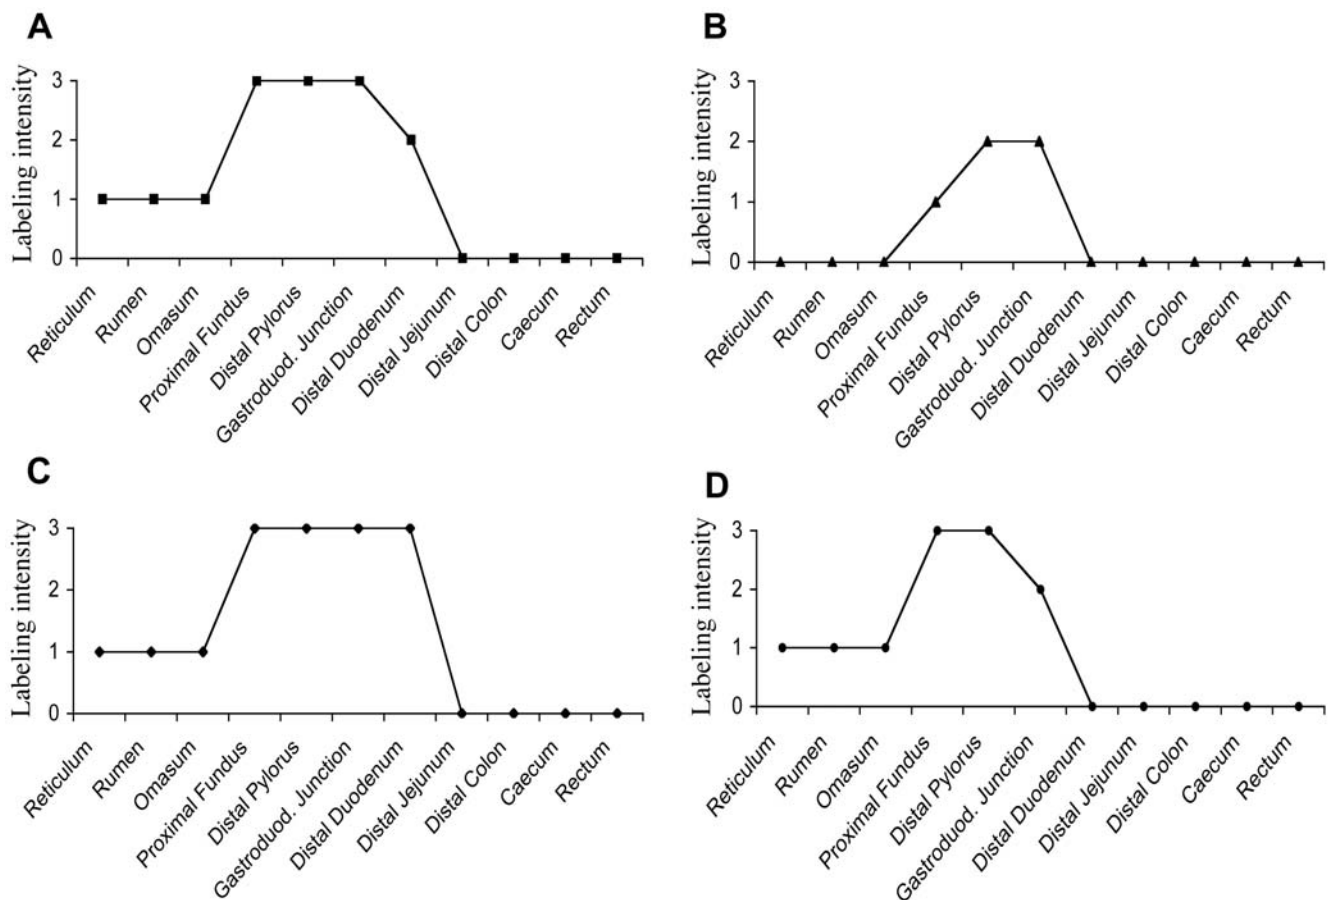 A
Labeling intensity
3
2
1
0
Reticulum
Rumen
Omasum
Proximal Fundus
Distal Pylorus
Gastroduod. Junction
Distal Duodenum
Distal Jejunum
Distal Colon
Caecum
Rectum
B
Labeling intensity
3
2
1
0
Reticulum
Rumen
Omasum
Proximal Fundus
Distal Pylorus
Gastroduod. Junction
Distal Duodenum
Distal Jejunum
Distal Colon
Caecum
Rectum
C
Labeling intensity
3
2
1
0
Reticulum
Rumen
Omasum
Proximal Fundus
Distal Pylorus
Gastroduod. Junction
Distal Duodenum
Distal Jejunum
Distal Colon
Caecum
Rectum
D
Labeling intensity
3
2
1
0
Reticulum
Rumen
Omasum
Proximal Fundus
Distal Pylorus
Gastroduod. Junction
Distal Duodenum
Distal Jejunum
Distal Colon
Caecum
Rectum